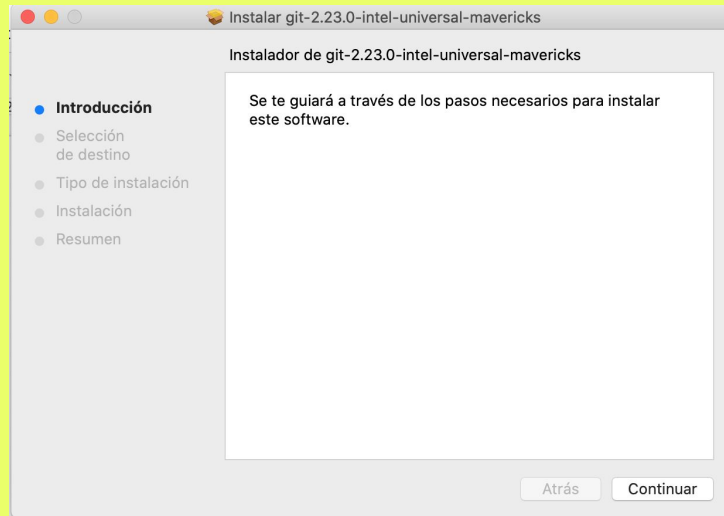 Instalar git-2.23.0-intel-universal-mavericks
Instalador de git-2.23.0-intel-universal-mavericks
Introducción
Selección
de destino
Tipo de instalación
Instalación
Resumen
Se te guiará a través de los pasos necesarios para instalar
este software.
Atrás
Continuar